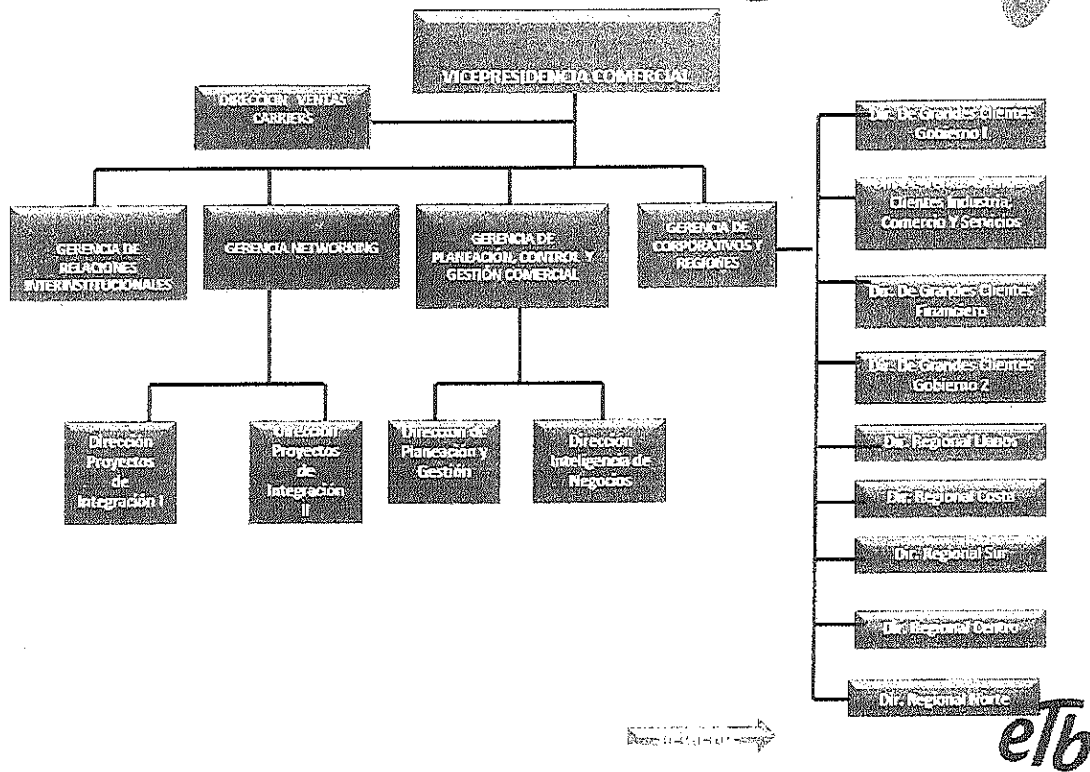 VICEPRESIDENCIA COMERCIAL
DIRECCION VENTAS
CARRIERS
GERENCIA DE
RELACIONES
INTERINSTITUCIONALES
GERENCIA NETWORKING
GERENCIA DE
PLANEACION, CONTROL Y
GESTIÓN COMERCIAL
GERENCIA DE
CORPORATIVOS Y
REGIONES
Dirección
Proyectos
de
Integración I
Dirección
Proyectos
de
Integración
II
Dirección de
Planeación y
Gestión
Dirección
Inteligencia de
Negocios
Dir. De Grandes Clientes
Gobierno I
Clientes Industria,
Comercio Y Servicios
Dir. De Grandes Clientes
Financiero
Dir. De Grandes Clientes
Gobierno 2
Dir. Regional Llanos
Dir. Regional Costa
Dir. Regional Sur
Dir. Regional Centro
Dir. Regional Norte
eTb